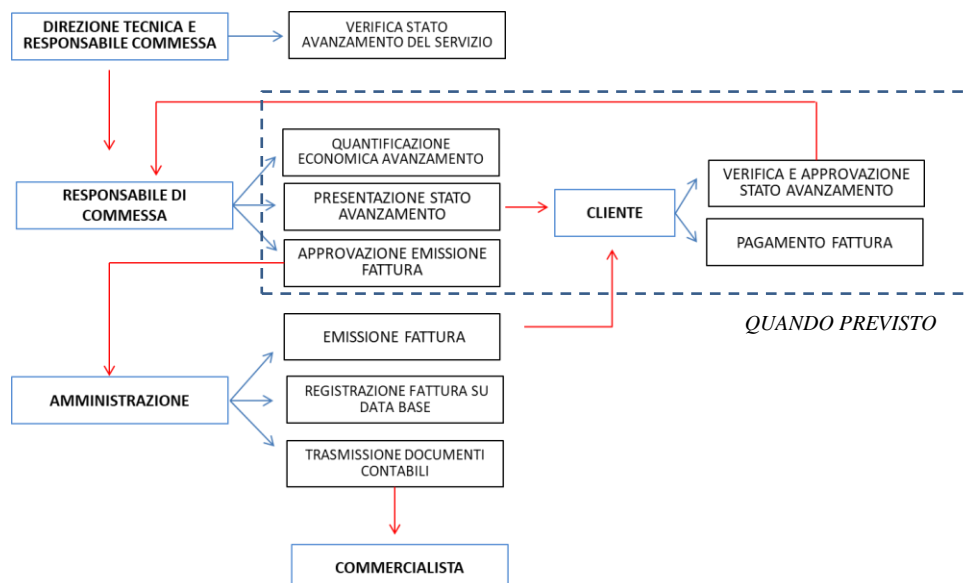 DIREZIONE TECNICA E
RESPONSABILE COMMESSA
VERIFICA STATO
AVANZAMENTO DEL SERVIZIO
QUANTIFICAZIONE
ECONOMICA AVANZAMENTO
RESPONSABILE DI
COMMESSA
PRESENTAZIONE STATO
AVANZAMENTO
APPROVAZIONE EMISSIONE
FATTURA
CLIENTE
VERIFICA E APPROVAZIONE
STATO AVANZAMENTO
PAGAMENTO FATTURA
QUANDO PREVISTO
EMISSIONE FATTURA
AMMINISTRAZIONE
REGISTRAZIONE FATTURA SU
DATA BASE
TRASMISSIONE DOCUMENTI
CONTABILI
COMMERCIALISTA